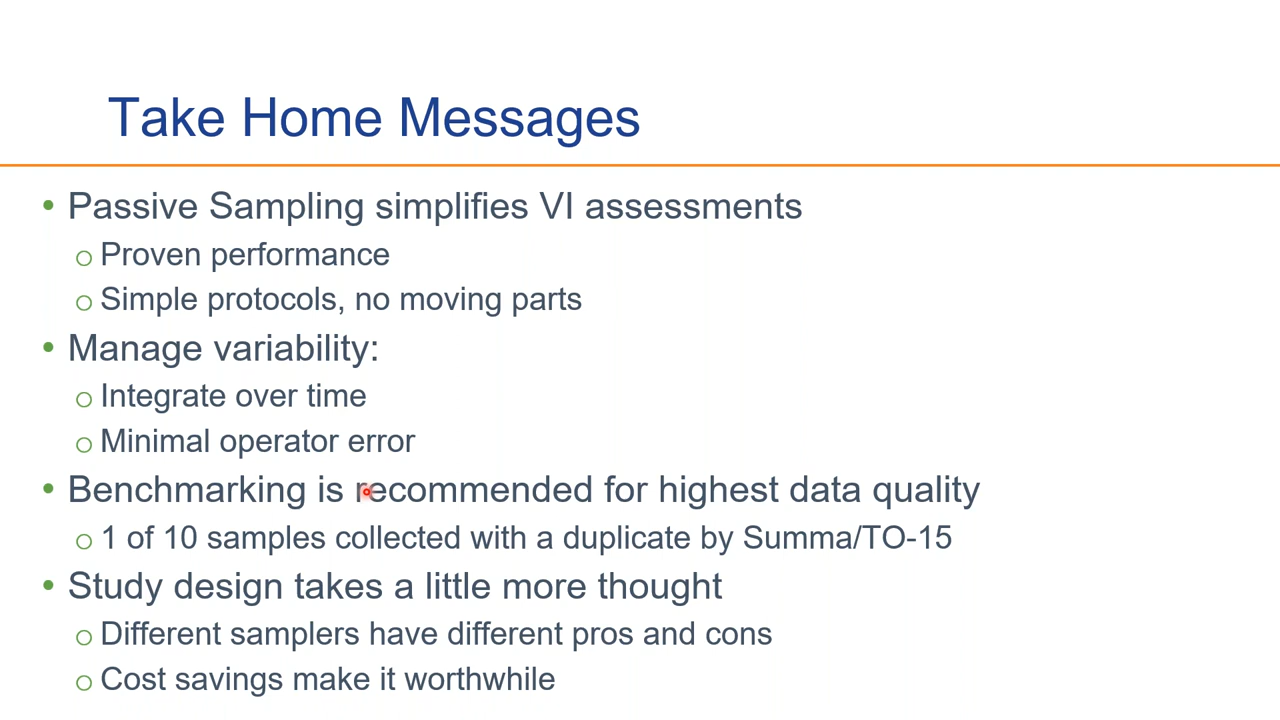 Take Home Messages
• Passive Sampling simplifies VI assessments
o Proven performance
o Simple protocols, no moving parts
• Manage variability:
o Integrate over time
o Minimal operator error
• Benchmarking is recommended for highest data quality
o 1 of 10 samples collected with a duplicate by Summa/TO-15
• Study design takes a little more thought
o Different samplers have different pros and cons
o Cost savings make it worthwhile